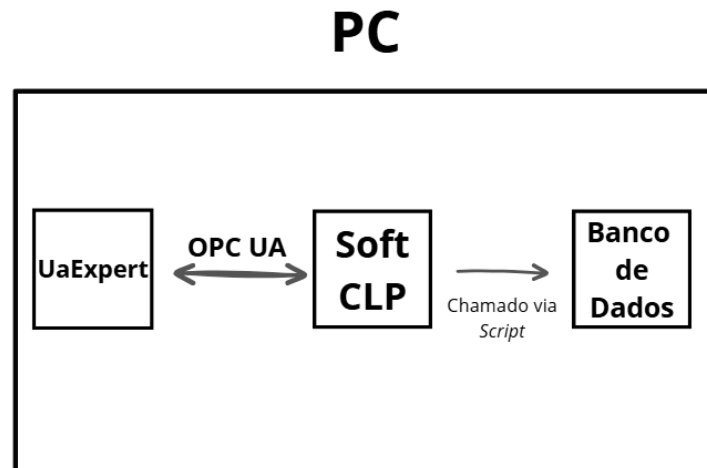 PC
UaExpert
OPC UA
Soft
CLP
Chamado via
Script
Banco
de
Dados